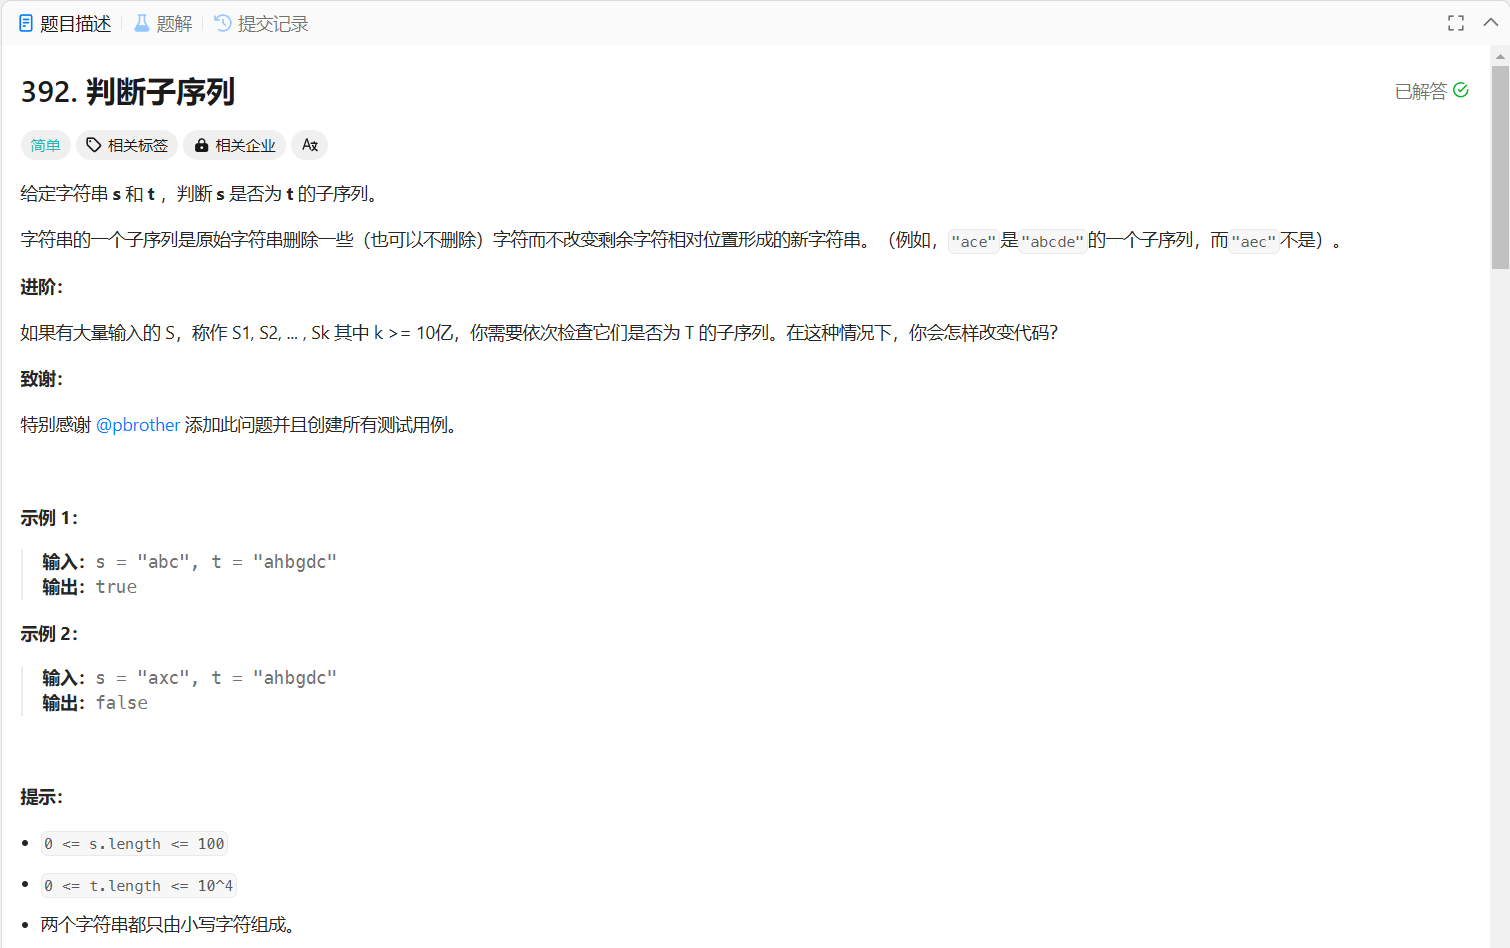 题目描述 题解 提交记录
392. 判断子序列
已解答
简单 相关标签 相关企业 Aあ
给定字符串 s 和 t ，判断 s 是否为 t 的子序列。
字符串的一个子序列是原始字符串删除一些（也可以不删除）字符而不改变剩余字符相对位置形成的新字符串。（例如，"ace"是"abcde"的一个子序列，而"aec"不是）。
进阶：
如果有大量输入的 S，称作 S1, S2, ... , Sk 其中 k >= 10亿，你需要依次检查它们是否为 T 的子序列。在这种情况下，你会怎样改变代码？
致谢：
特别感谢 @pbrother 添加此问题并且创建所有测试用例。
示例 1：
输入：s = "abc", t = "ahbgdc"
输出：true
示例 2：
输入：s = "axc", t = "ahbgdc"
输出：false
提示：
0 <= s.length <= 100
0 <= t.length <= 10^4
两个字符串都只由小写字符组成。